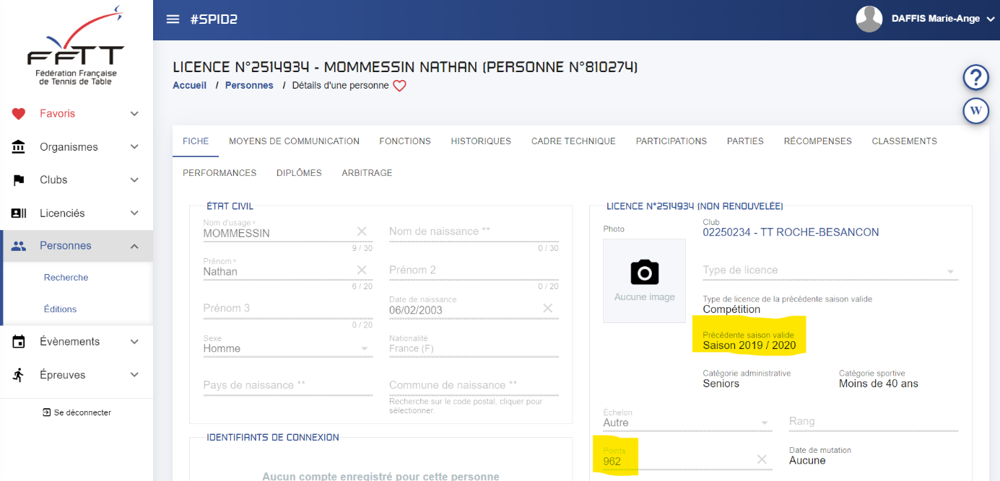 FFTT
Fédération Française
de Tennis de Table
#SPID2
DAFFIS Marie-Ange
LICENCE N°2514934 - MOMMESSIN NATHAN (PERSONNE N°810274)
Accueil / Personnes / Détails d'une personne
?
W
Favoris
Organismes
Clubs
Licenciés
Personnes
Recherche
Éditions
Évènements
Épreuves
Se déconnecter
FICHE MOYENS DE COMMUNICATION FONCTIONS HISTORIQUES CADRE TECHNIQUE PARTICIPATIONS PARTIES RÉCOMPENSES CLASSEMENTS
PERFORMANCES DIPLÔMES ARBITRAGE
ÉTAT CIVIL
Nom d'usage *
MOMMESSIN
9 / 30
Nom de naissance **
0 / 30
Prénom *
Nathan
6 / 20
Prénom 2
0 / 20
Prénom 3
0 / 20
Date de naissance
06/02/2003
Sexe
Homme
Nationalité
France (F)
Pays de naissance **
Commune de naissance **
Recherche sur le code postal, cliquer pour
sélectionner.
IDENTIFIANTS DE CONNEXION
Aucun compte enregistré pour cette personne
LICENCE N°2514934 (NON RENOUVELÉE)
Photo
Aucune image
Club
02250234 - TT ROCHE-BESANCON
Type de licence
Type de licence de la précédente saison valide
Compétition
Précédente saison valide
Saison 2019 / 2020
Catégorie administrative
Seniors
Catégorie sportive
Moins de 40 ans
Échelon
Autre
Rang
Points
962
Date de mutation
Aucune